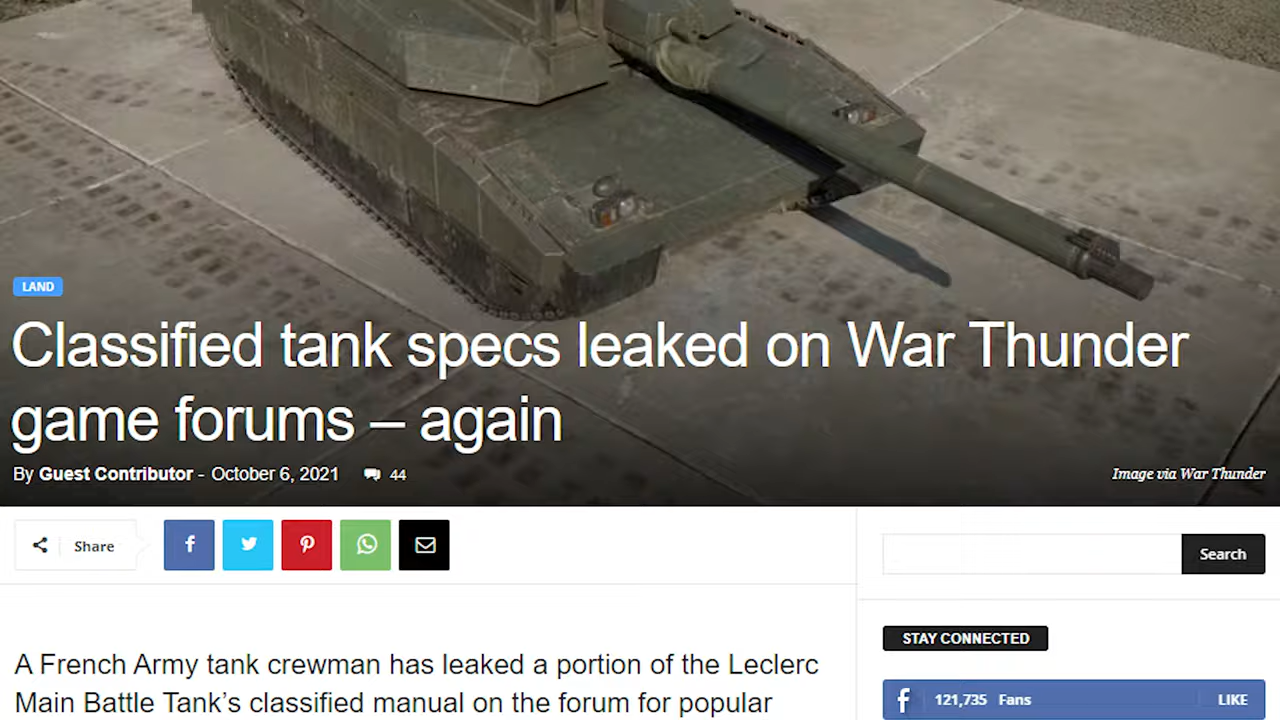 LAND
Classified tank specs leaked on War Thunder
game forums – again
By Guest Contributor - October 6, 2021 44
Image via War Thunder
Share
Search
STAY CONNECTED
A French Army tank crewman has leaked a portion of the Leclerc
Main Battle Tank’s classified manual on the forum for popular
121,735 Fans LIKE